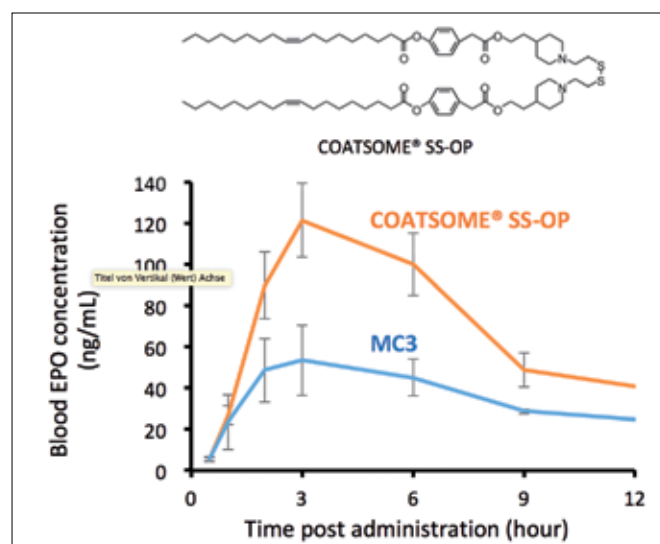 O
O
O
O
N
S
S
N
O
O
O
O
COATSOME® SS-OP
140
120
100
80
60
40
20
0
Blood EPO concentration
(ng/mL)
Titel von Vertikal (Wert) Achse
COATSOME® SS-OP
MC3
0 3 6 9 12
Time post administration (hour)